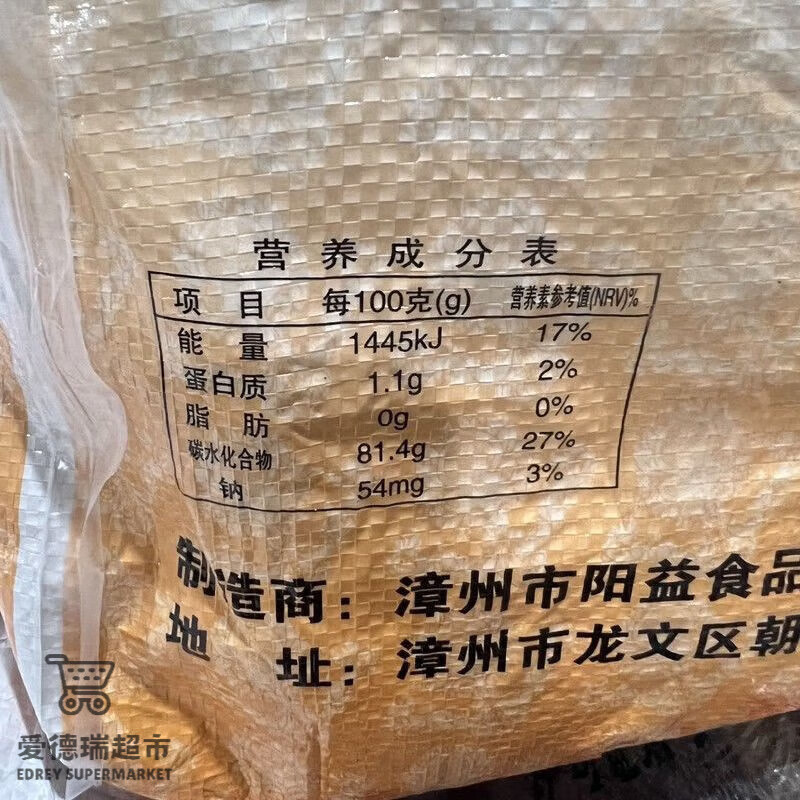 营养成分表
项目 每100克(g) 营养素参考值(NRV)%
能量 1445kJ 17%
蛋白质 1.1g 2%
脂肪 0g 0%
碳水化合物 81.4g 27%
钠 54mg 3%
制造商：漳州市阳益食品
地址：漳州市龙文区朝
爱德瑞超市
EDREY SUPERMARKET